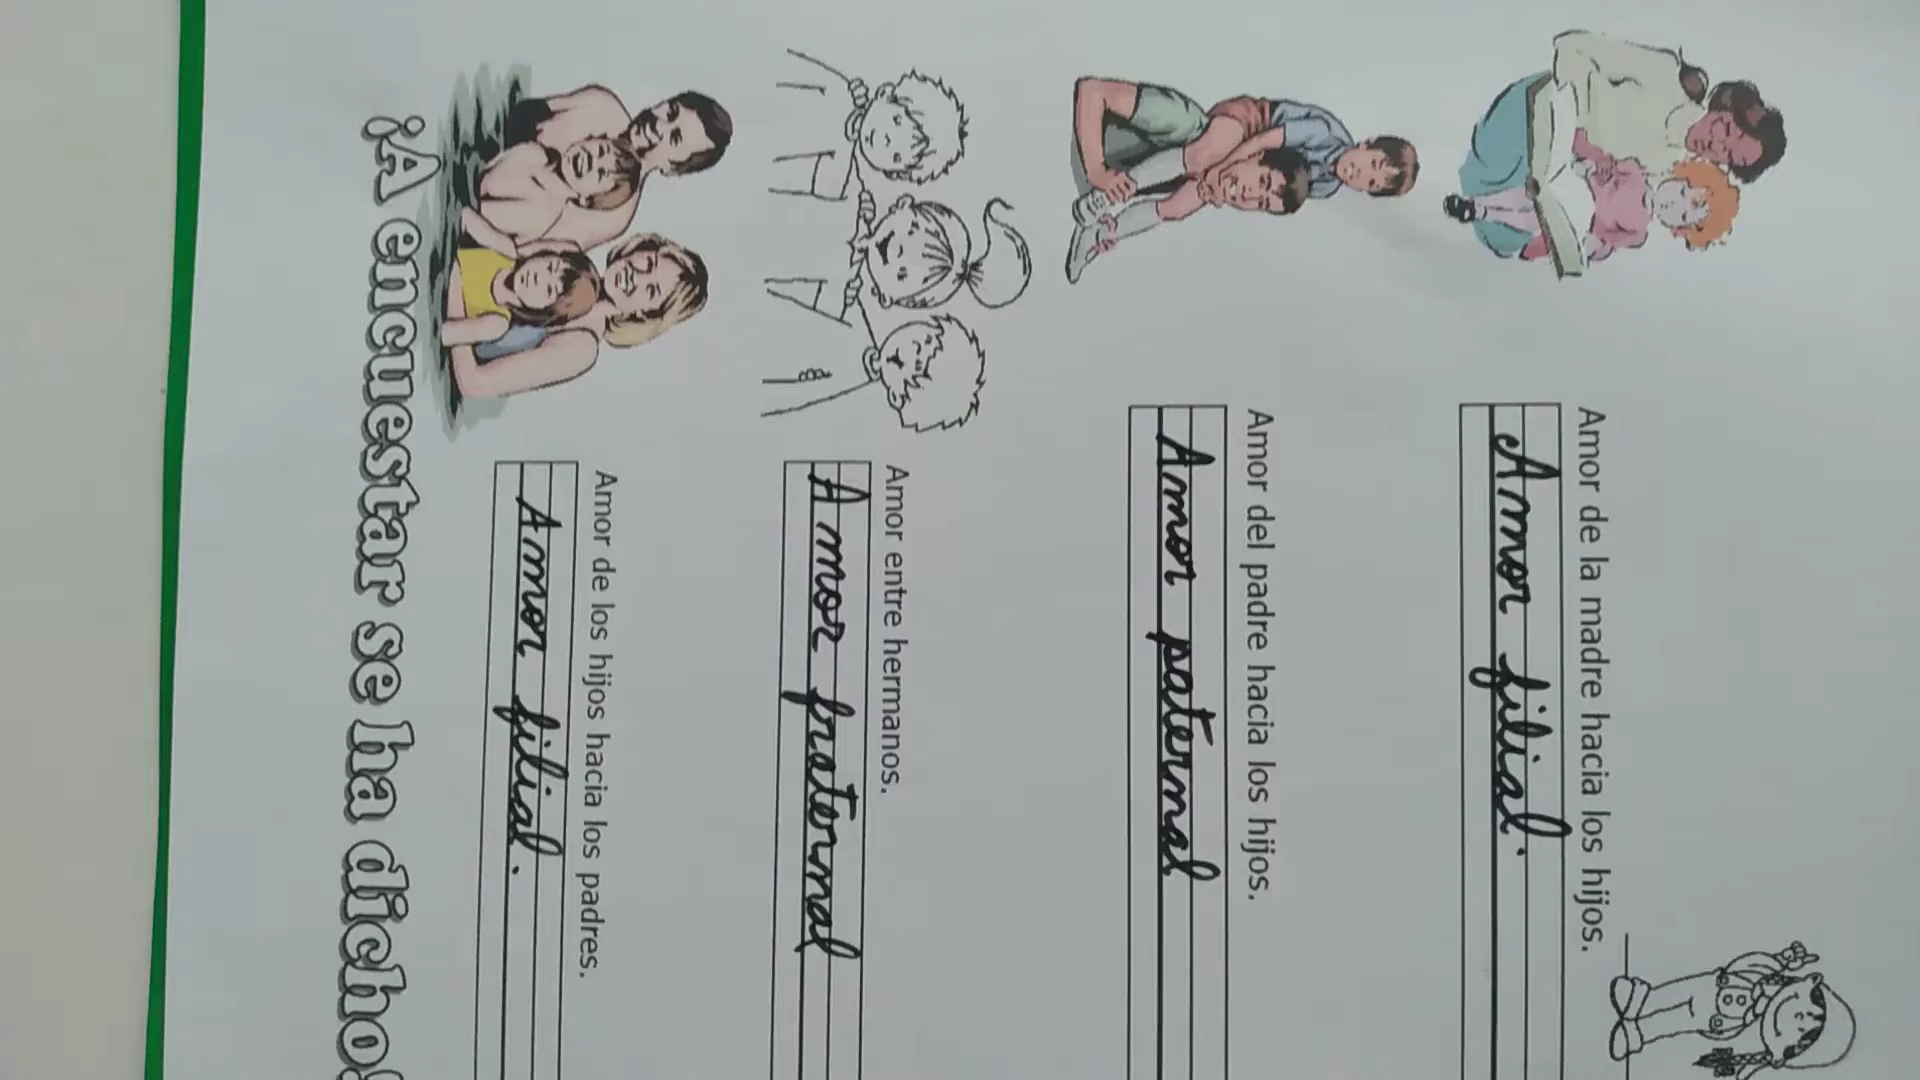 Amor de la madre hacia los hijos.
Amor filial.
Amor del padre hacia los hijos.
Amor paternal
Amor entre hermanos.
Amor fraternal
Amor de los hijos hacia los padres.
Amor filial.
¡A encuestar se ha dicho!